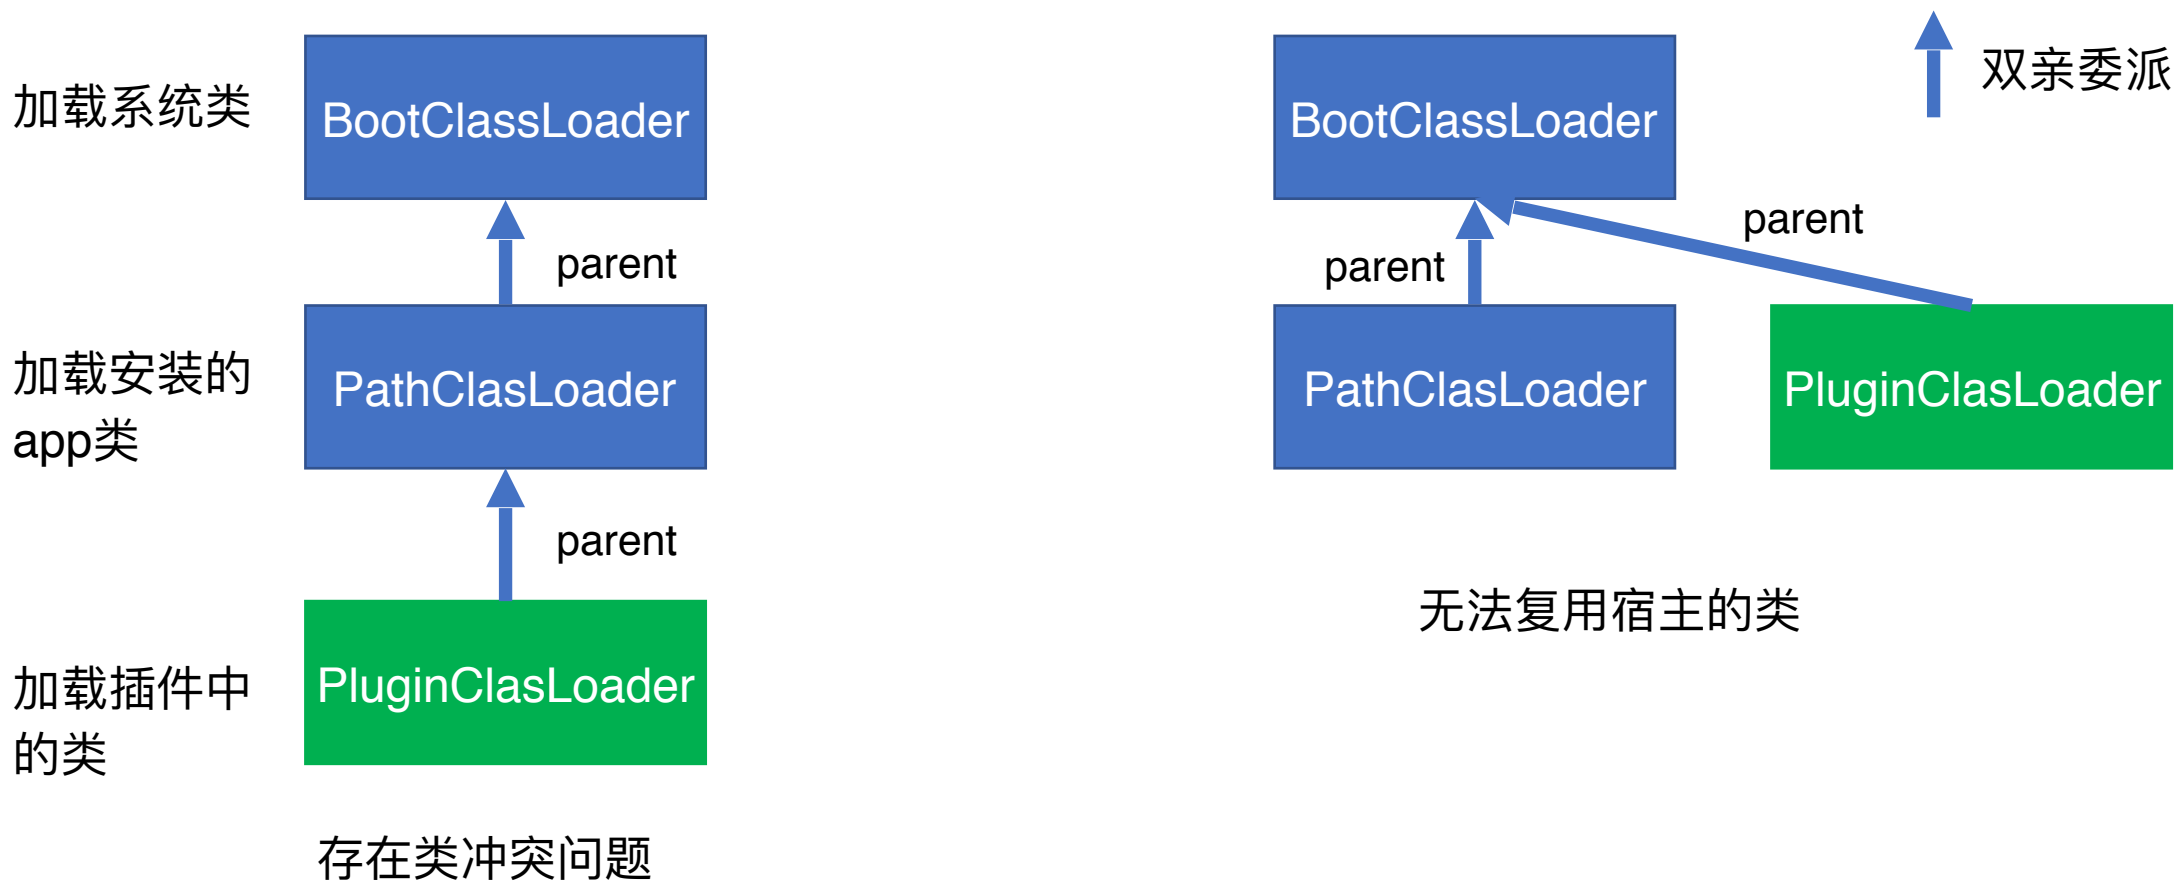 加载系统类
BootClassLoader
parent
加载安装的
app类
PathClasLoader
parent
加载插件中
的类
PluginClasLoader
存在类冲突问题
双亲委派
BootClassLoader
parent
parent
PathClasLoader
PluginClasLoader
无法复用宿主的类